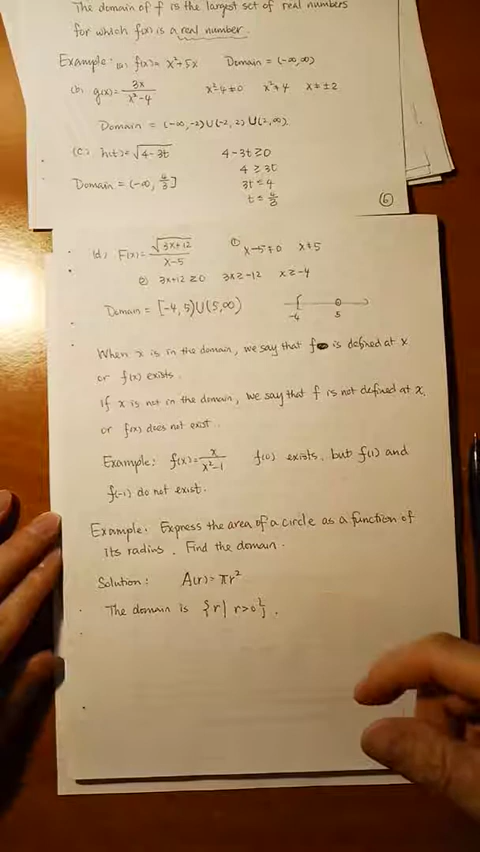 The domain of f is the largest set of real numbers
for which f(x) is a real number.
Example: (a) f(x) = x²+5x Domain = (-∞,∞)
(b) g(x) = 3x/(x²-4) x²-4≠0 x²≠4 x≠±2
Domain = (-∞,-2)∪(-2,2)∪(2,∞).
(c) h(t) = √(4-3t) 4-3t≥0
4 ≥ 3t
Domain = (-∞, 4/3] 3t ≤ 4
t ≤ 4/3
⑥
(d) F(x) = √(3x+12)/(x-5) ① x-5≠0 x≠5
② 3x+12≥0 3x≥-12 x≥-4
Domain = [-4,5)∪(5,∞)
-4 5
When x is in the domain, we say that f is defined at x
or f(x) exists.
If x is not in the domain, we say that f is not defined at x,
or f(x) does not exist.
Example: f(x) = x/(x²-1) f(0) exists, but f(1) and
f(-1) do not exist.
Example: Express the area of a circle as a function of
its radius. Find the domain.
Solution: A(r) = πr²
The domain is {r | r>0}.